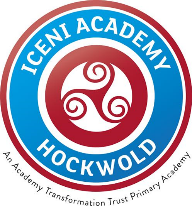 ICENI ACADEMY
HOCKWOLD
An Academy Transformation Trust Primary Academy